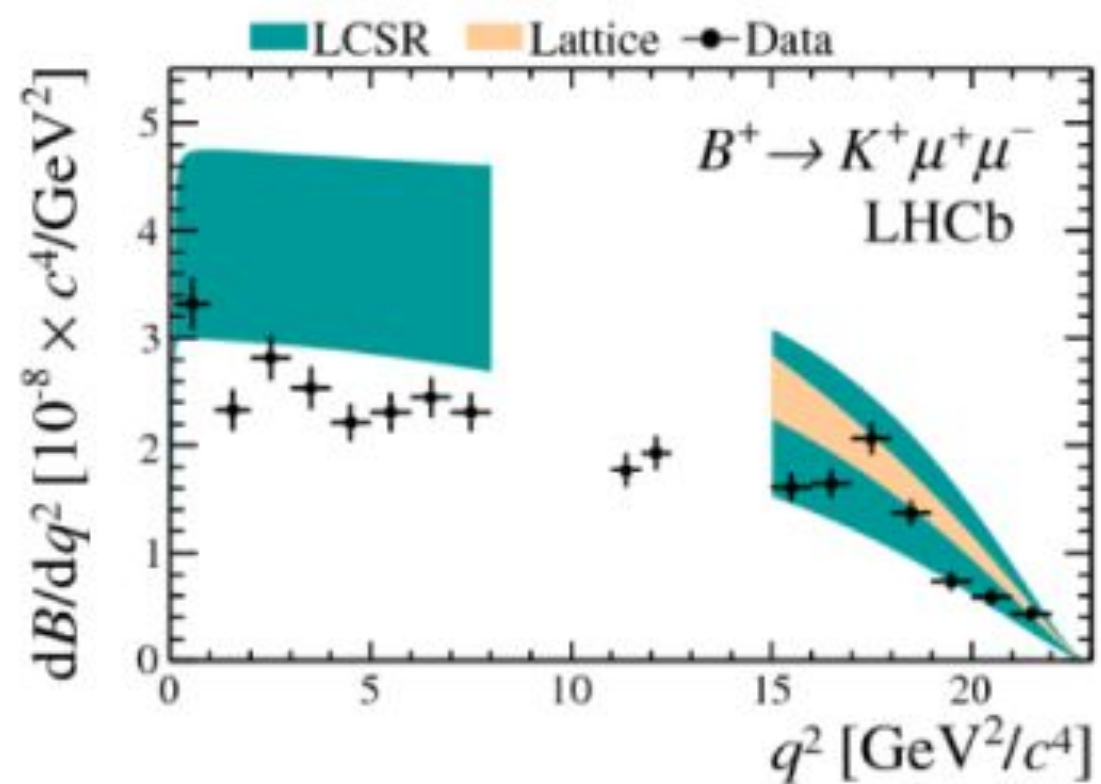 LCSR Lattice Data
B⁺ → K⁺μ⁺μ⁻
LHCb
dB/dq² [10⁻⁸ × c⁴/GeV²]
5
4
3
2
1
0
0 5 10 15 20
q² [GeV²/c⁴]